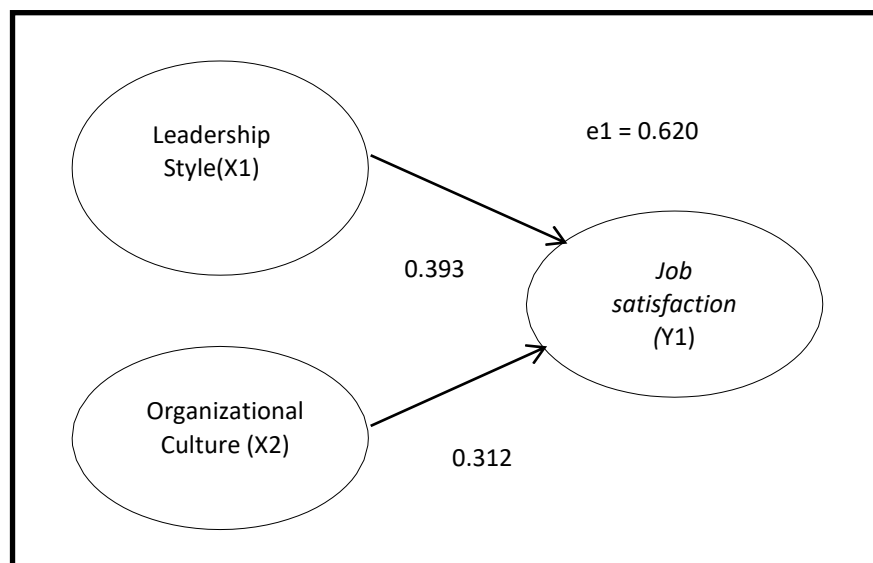 Leadership
Style(X1)
e1 = 0.620
0.393
Job
satisfaction
(Y1)
Organizational
Culture (X2)
0.312